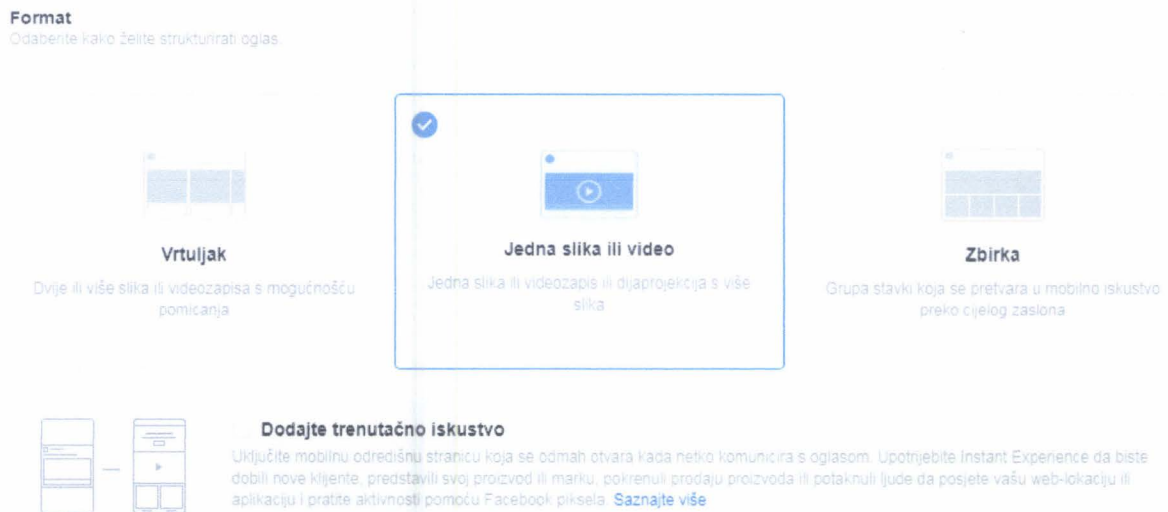 Format
Odaberite kako želite strukturirati oglas.
Vrtuljak
Dvije ili više slika ili videozapisa s mogućnošću
pomicanja
Jedna slika ili video
Jedna slika ili videozapis ili dijaprojekcija s više
slika
Zbirka
Grupa stavki koja se pretvara u mobilno iskustvo
preko cijelog zaslona
Dodajte trenutačno iskustvo
Uključite mobilnu odredišnu stranicu koja se odmah otvara kada netko komunicira s oglasom. Upotrijebite Instant Experience da biste
dobili nove klijente, predstavili svoj proizvod ili marku, pokrenuli prodaju proizvoda ili potaknuli ljude da posjete vašu web-lokaciju ili
aplikaciju i pratite aktivnosti pomoću Facebook piksela. Saznajte više